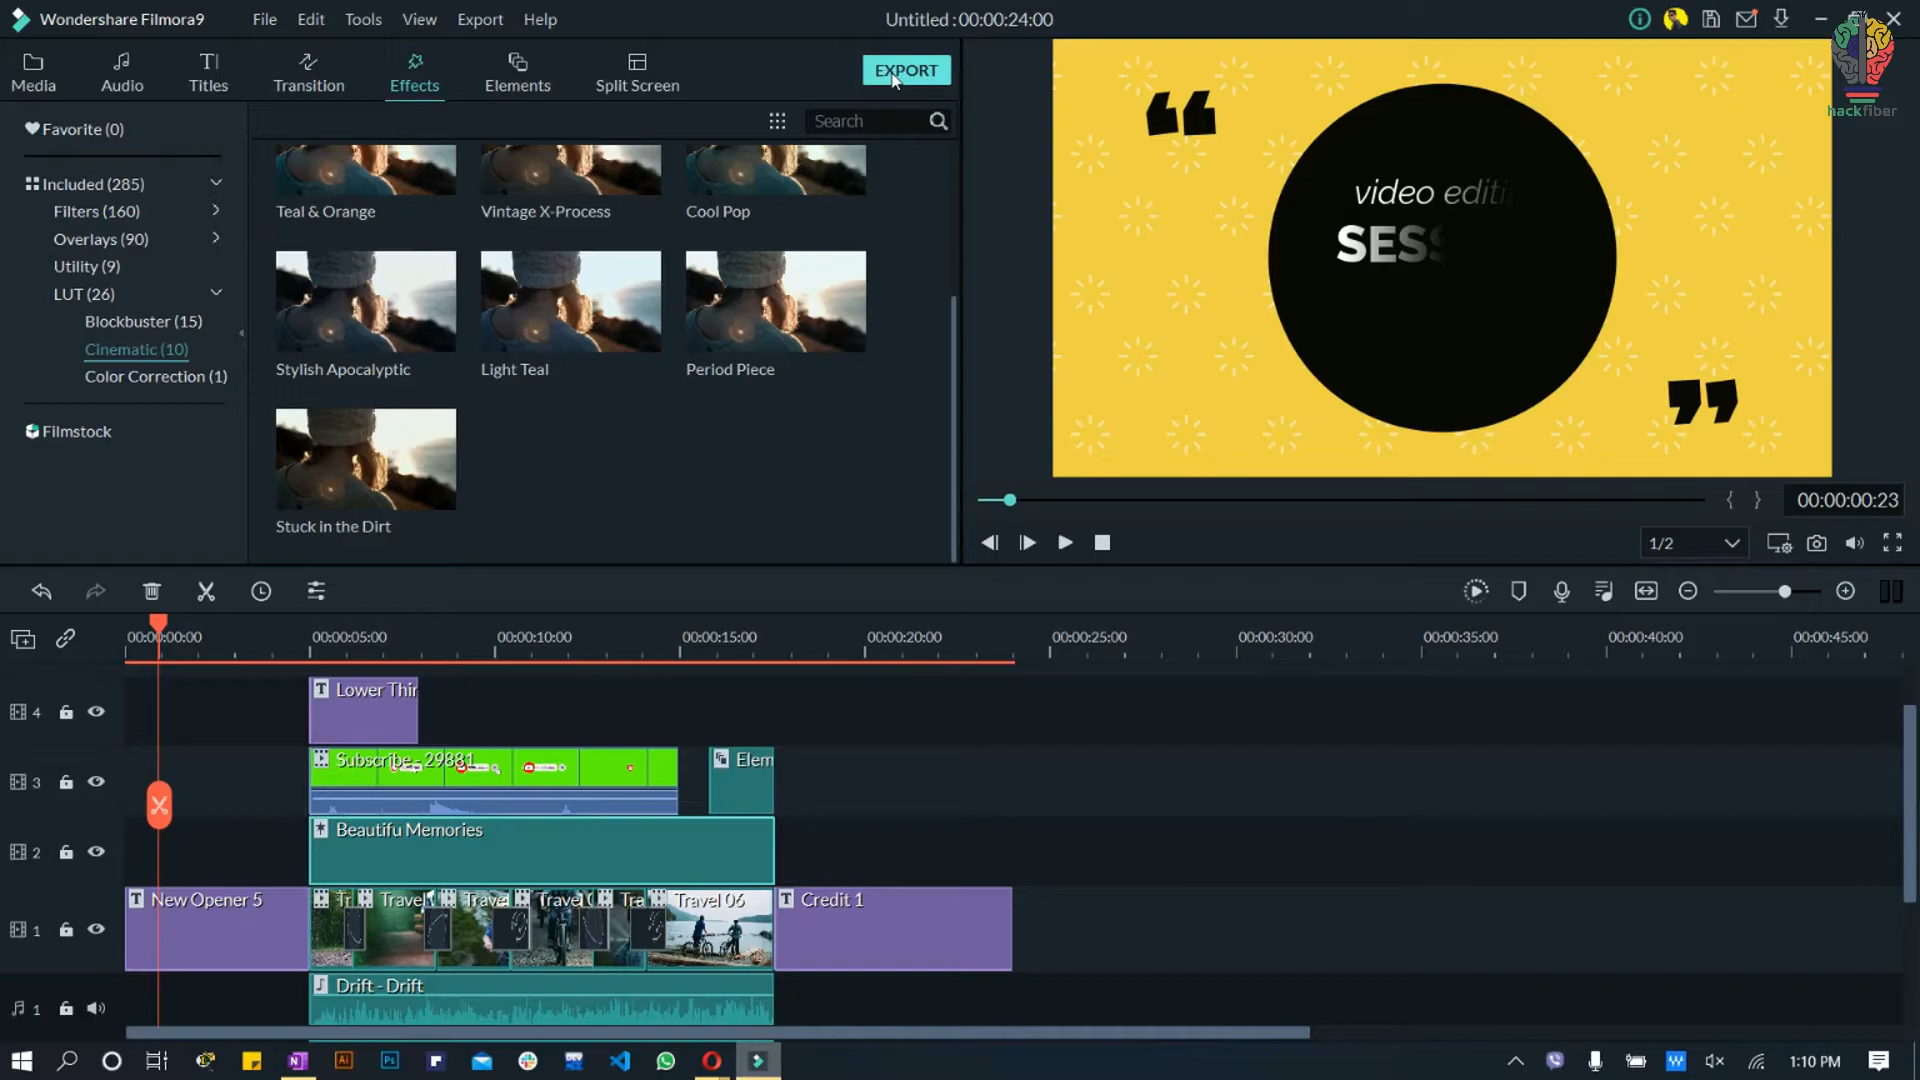 Wondershare Filmora9 File Edit Tools View Export Help Untitled : 00:00:24:00
Media Audio Titles Transition Effects Elements Split Screen EXPORT
hackfiber
Favorite (0)
Search
Included (285)
Filters (160)
Overlays (90)
Utility (9)
LUT (26)
Blockbuster (15)
Cinematic (10)
Color Correction (1)
Filmstock
Teal & Orange Vintage X-Process Cool Pop
Stylish Apocalyptic Light Teal Period Piece
Stuck in the Dirt
“
video editi
SESS
”
00:00:00:23
1/2
00:00:00:00 00:00:05:00 00:00:10:00 00:00:15:00 00:00:20:00 00:00:25:00 00:00:30:00 00:00:35:00 00:00:40:00 00:00:45:00
4 Lower Thir
3 Subscribe - 29881 Elem
2 Beautifu Memories
1 New Opener 5 Tr Travel Trave Travel Tra Travel 06 Credit 1
1 Drift - Drift
1:10 PM